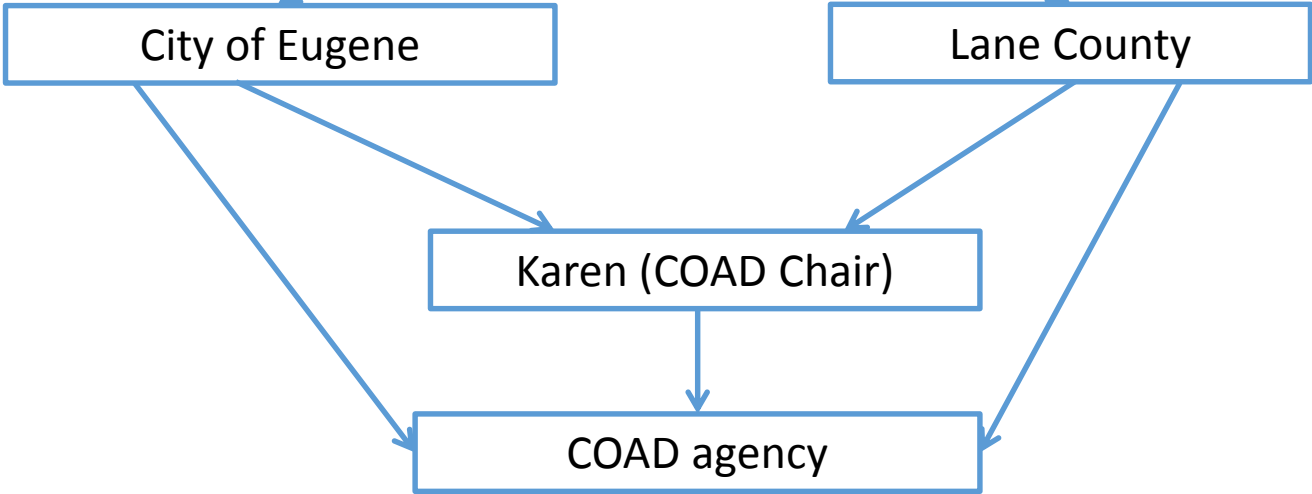 City of Eugene
Lane County
Karen (COAD Chair)
COAD agency